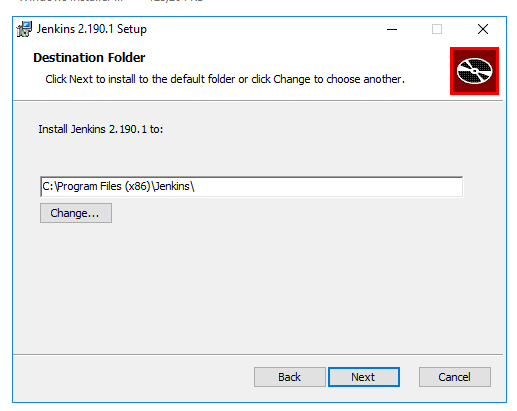 Jenkins 2.190.1 Setup
Destination Folder
Click Next to install to the default folder or click Change to choose another.
Install Jenkins 2.190.1 to:
C:\Program Files (x86)\Jenkins\
Change...
Back Next Cancel